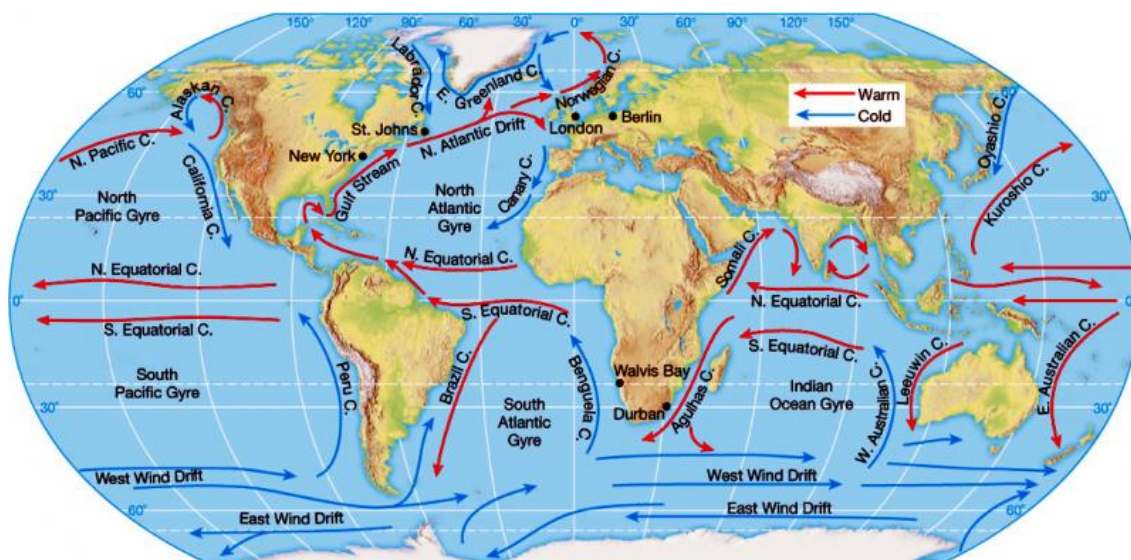 150°
120°
90°
60°
30°
0°
30°
60°
90°
120°
150°
60°
60°
Alaskan C.
Labrador C.
E. Greenland C.
Norwegian C.
Warm
Cold
Oyashio C.
St. Johns
London
Berlin
N. Pacific C.
New York
N. Atlantic Drift
Gulf Stream
California C.
Canary C.
Kuroshio C.
30°
30°
North
Pacific Gyre
North
Atlantic
Gyre
Somali C.
N. Equatorial C.
N. Equatorial C.
N. Equatorial C.
0°
0°
S. Equatorial C.
S. Equatorial C.
S. Equatorial C.
South
Pacific Gyre
Peru C.
Brazil C.
South
Atlantic
Gyre
Benguela C.
Walvis Bay
Durban
Agulhas C.
Indian
Ocean Gyre
W. Australian C.
Leeuwin C.
E. Australian C.
30°
30°
West Wind Drift
West Wind Drift
East Wind Drift
East Wind Drift
60°
60°